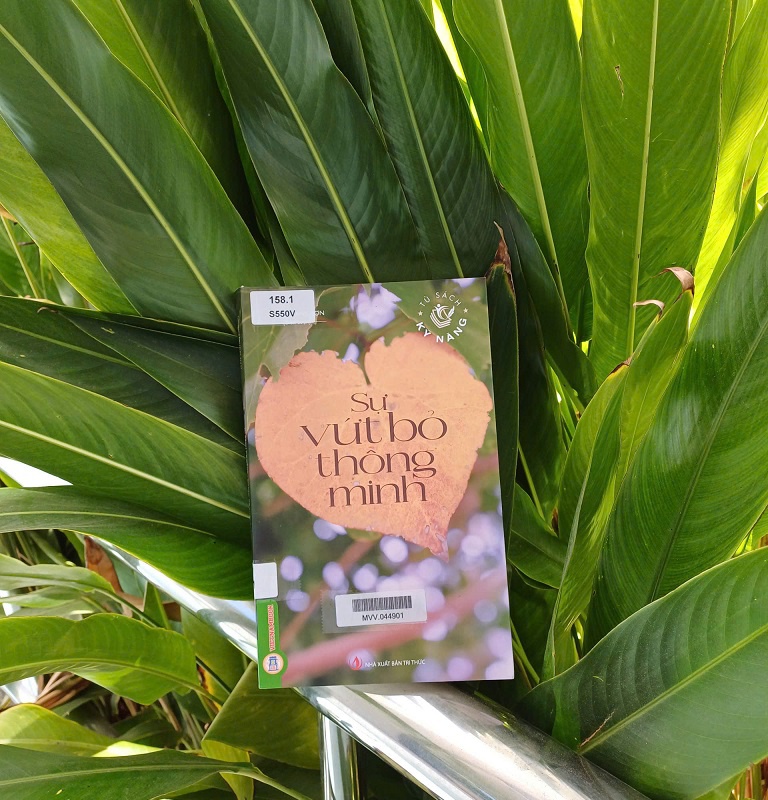 158.1
S550V
ỌN
TỦ SÁCH
KỸ NĂNG
Sự
vứt bỏ
thông
minh
MVV.044901
NHÀ XUẤT BẢN TRI THỨC